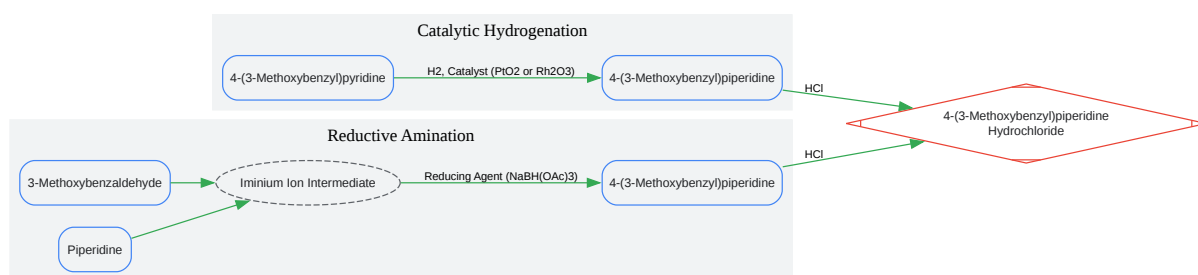 Catalytic Hydrogenation
4-(3-Methoxybenzyl)pyridine
H2, Catalyst (PtO2 or Rh2O3)
4-(3-Methoxybenzyl)piperidine
HCl
4-(3-Methoxybenzyl)piperidine
Hydrochloride
Reductive Amination
3-Methoxybenzaldehyde
Iminium Ion Intermediate
Reducing Agent (NaBH(OAc)3)
4-(3-Methoxybenzyl)piperidine
HCl
Piperidine